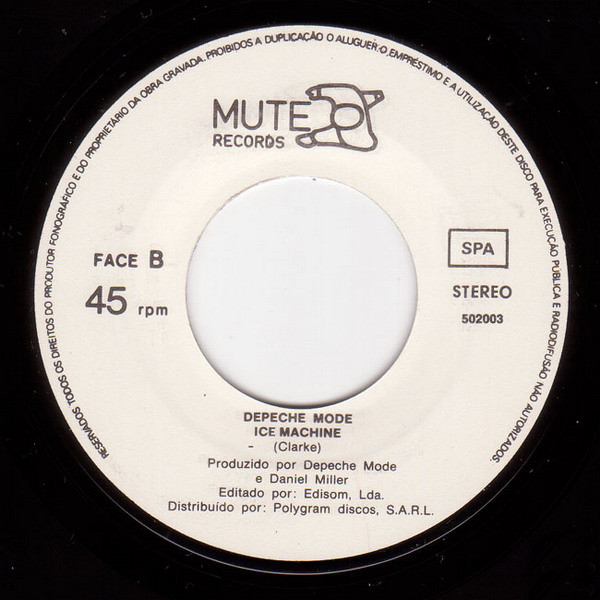 RESERVADOS TODOS OS DIREITOS DO PRODUTOR FONOGRÁFICO E DO PROPRIETÁRIO DA OBRA GRAVADA. PROIBIDOS A DUPLICAÇÃO O ALUGUER O EMPRÉSTIMO E A UTILIZAÇÃO DESTE DISCO PARA EXECUÇÃO PÚBLICA E RADIODIFUSÃO NÃO AUTORIZADOS.
MUTE
RECORDS
FACE B
45 rpm
SPA
STEREO
502003
DEPECHE MODE
ICE MACHINE
- (Clarke)
Produzido por Depeche Mode
e Daniel Miller
Editado por: Edisom, Lda.
Distribuído por: Polygram discos, S.A.R.L.